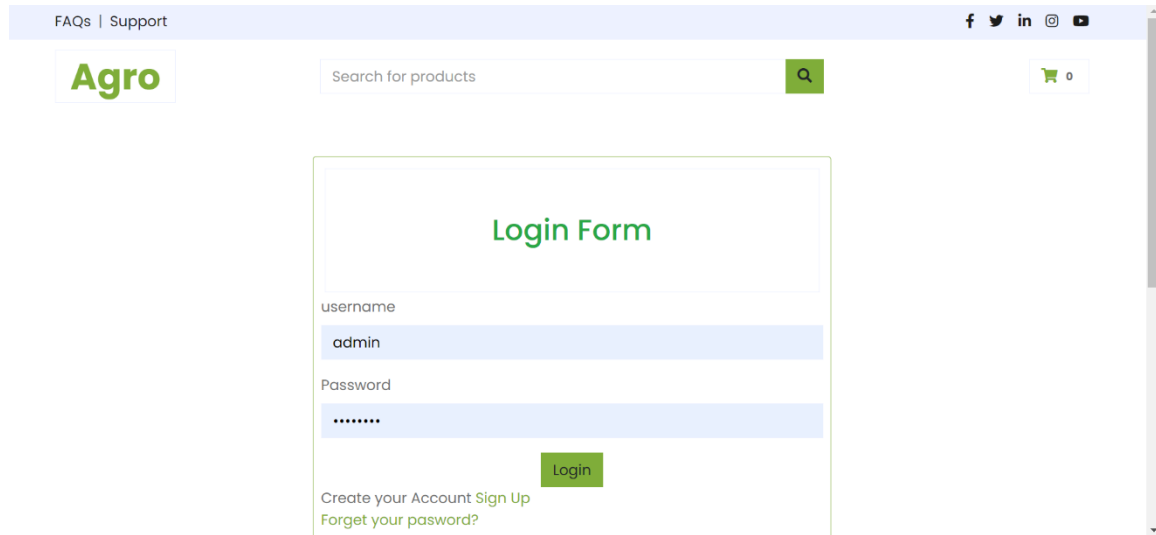 FAQs | Support
Agro
Search for products
0
Login Form
username
admin
Password
••••••••
Login
Create your Account Sign Up
Forget your pasword?